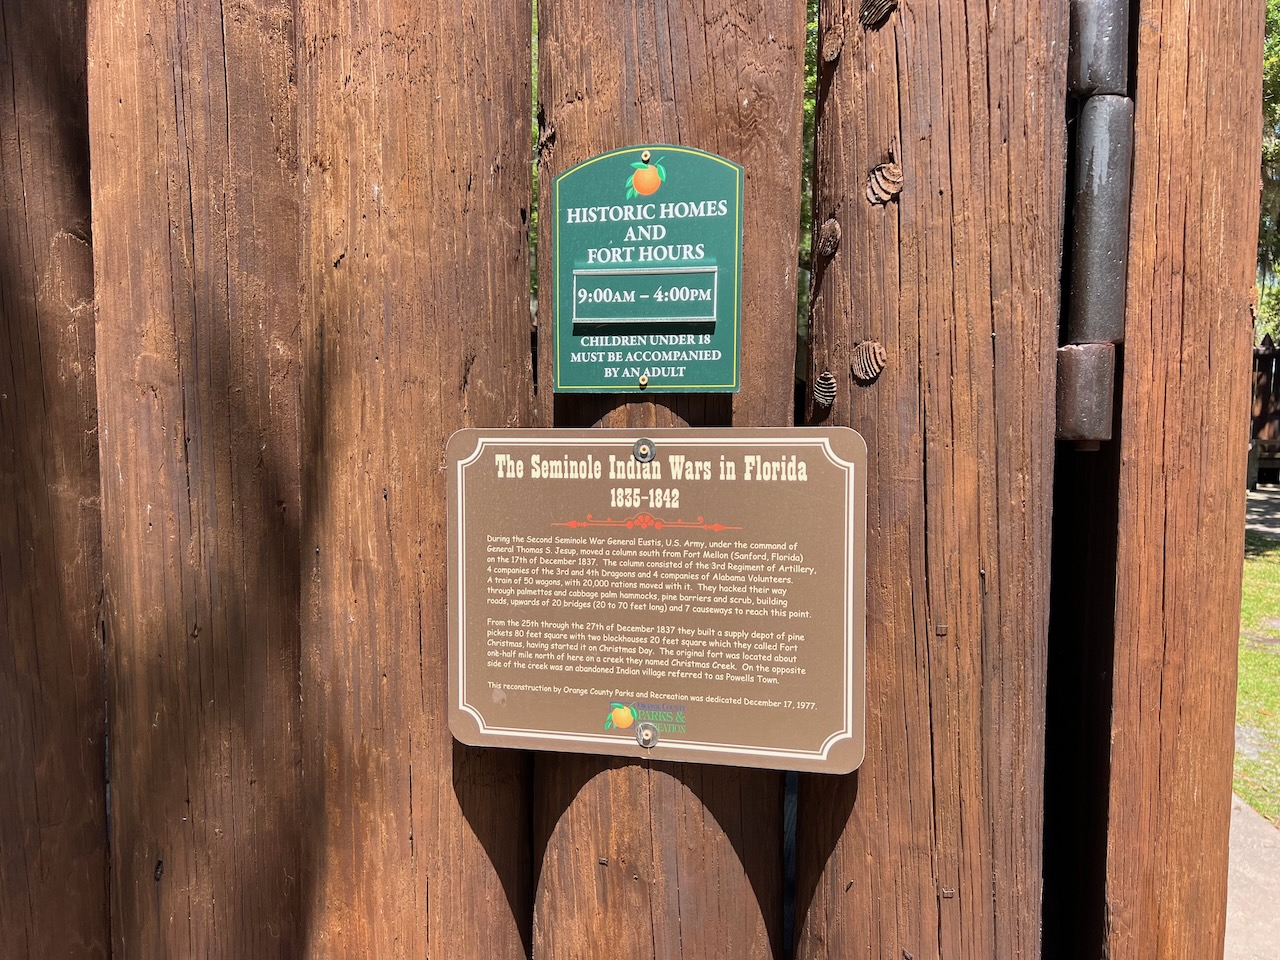 HISTORIC HOMES
AND
FORT HOURS
9:00AM – 4:00PM
CHILDREN UNDER 18
MUST BE ACCOMPANIED
BY AN ADULT
The Seminole Indian Wars in Florida
1835-1842
During the Second Seminole War General Eustis, U.S. Army, under the command of
General Thomas S. Jesup, moved a column south from Fort Mellon (Sanford, Florida)
on the 17th of December 1837. The column consisted of the 3rd Regiment of Artillery,
4 companies of the 3rd and 4th Dragoons and 4 companies of Alabama Volunteers.
A train of 50 wagons, with 20,000 rations moved with it. They hacked their way
through palmettos and cabbage palm hammocks, pine barriers and scrub, building
roads, upwards of 20 bridges (20 to 70 feet long) and 7 causeways to reach this point.
From the 25th through the 27th of December 1837 they built a supply depot of pine
pickets 80 feet square with two blockhouses 20 feet square which they called Fort
Christmas, having started it on Christmas Day. The original fort was located about
one-half mile north of here on a creek they named Christmas Creek. On the opposite
side of the creek was an abandoned Indian village referred to as Powells Town.
This reconstruction by Orange County Parks and Recreation was dedicated December 17, 1977.
ORANGE COUNTY
PARKS &
RECREATION